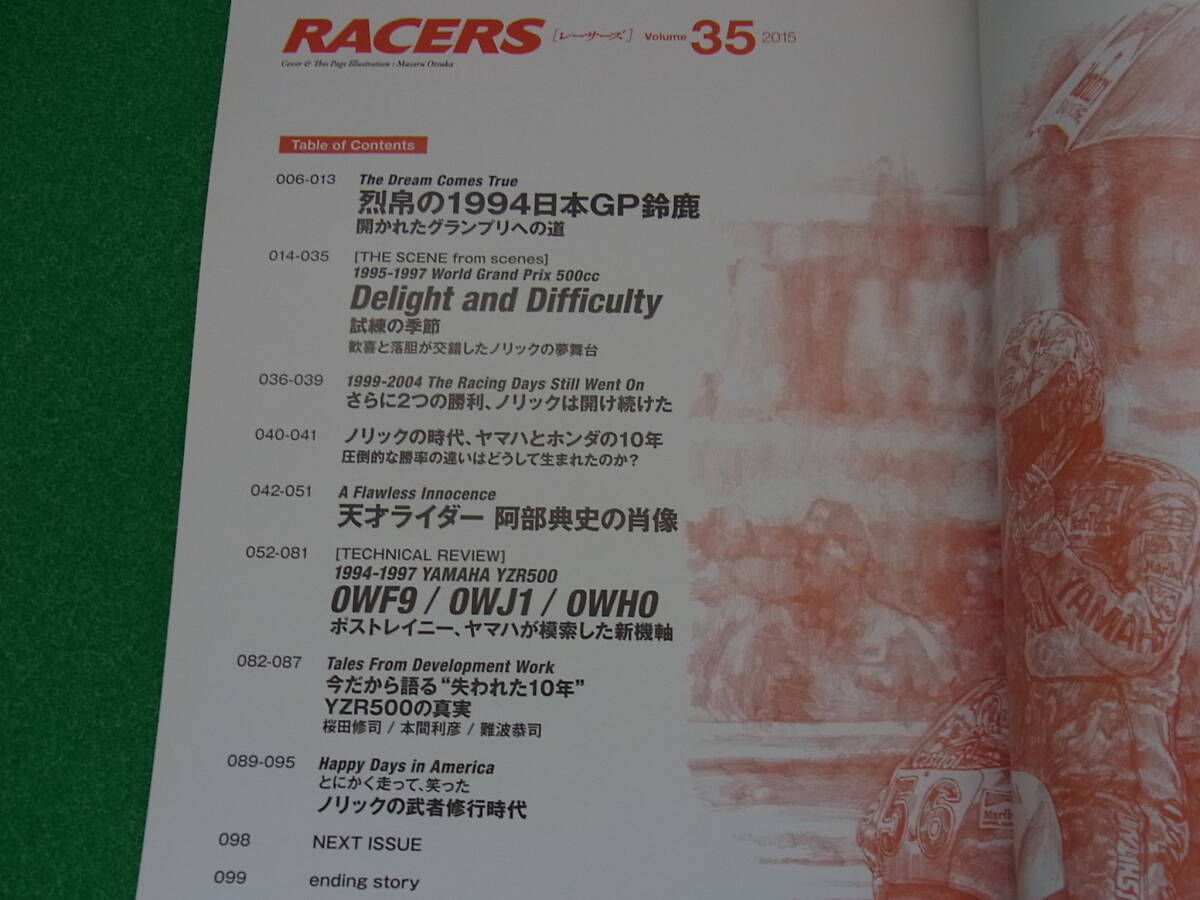 RACERS [レーサーズ] Volume 35 2015
Cover & This Page Illustration : Masaru Otsuka
Table of Contents
006-013 The Dream Comes True
烈帛の1994日本GP鈴鹿
開かれたグランプリへの道
014-035 [THE SCENE from scenes]
1995-1997 World Grand Prix 500cc
Delight and Difficulty
試練の季節
歓喜と落胆が交錯したノリックの夢舞台
036-039 1999-2004 The Racing Days Still Went On
さらに2つの勝利、ノリックは開け続けた
040-041 ノリックの時代、ヤマハとホンダの10年
圧倒的な勝率の違いはどうして生まれたのか?
042-051 A Flawless Innocence
天才ライダー 阿部典史の肖像
052-081 [TECHNICAL REVIEW]
1994-1997 YAMAHA YZR500
0WF9 / 0WJ1 / 0WH0
ポストレイニー、ヤマハが模索した新機軸
082-087 Tales From Development Work
今だから語る“失われた10年”
YZR500の真実
桜田修司 / 本間利彦 / 難波恭司
089-095 Happy Days in America
とにかく走って、笑った
ノリックの武者修行時代
098 NEXT ISSUE
099 ending story
YAMAHA
Castrol
56
Marlboro